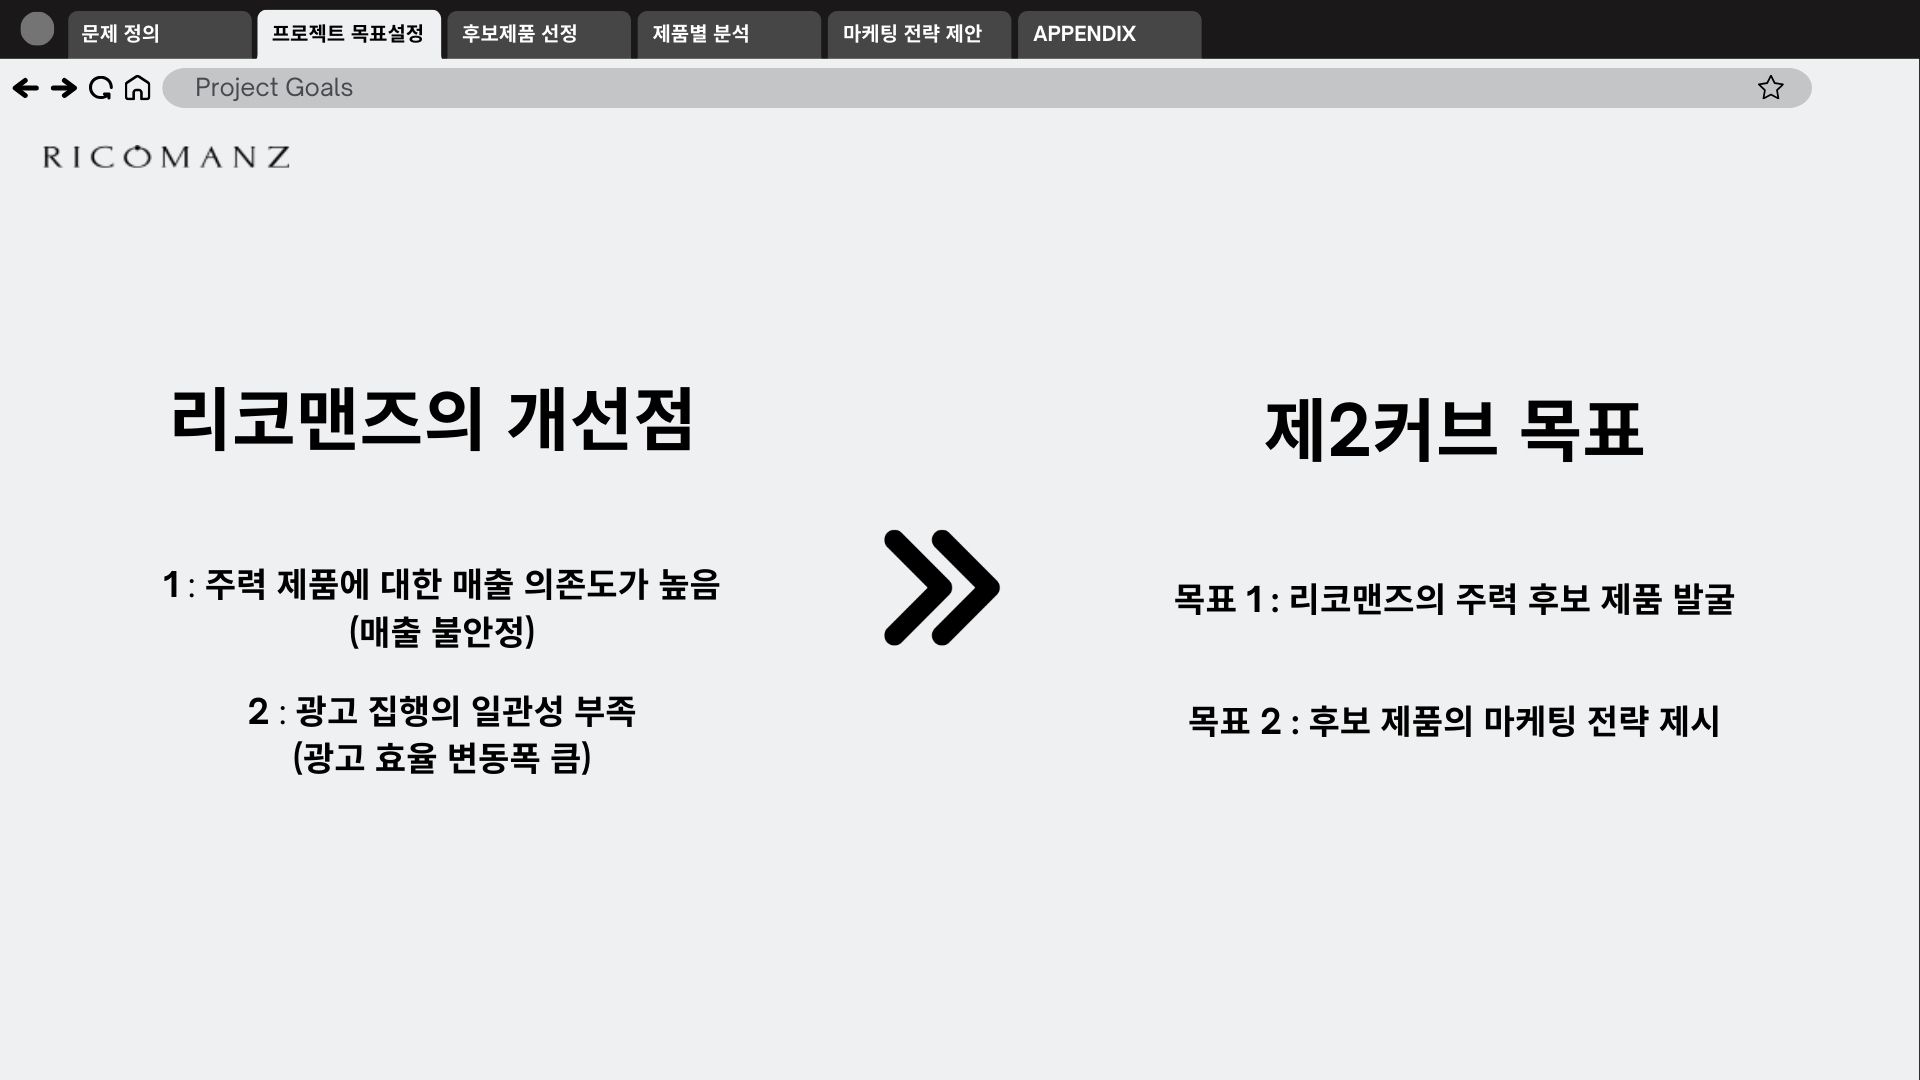 문제 정의
프로젝트 목표설정
후보제품 선정
제품별 분석
마케팅 전략 제안
APPENDIX
Project Goals
RICOMANZ
리코맨즈의 개선점
1 : 주력 제품에 대한 매출 의존도가 높음
(매출 불안정)
2 : 광고 집행의 일관성 부족
(광고 효율 변동폭 큼)
제2커브 목표
목표 1 : 리코맨즈의 주력 후보 제품 발굴
목표 2 : 후보 제품의 마케팅 전략 제시